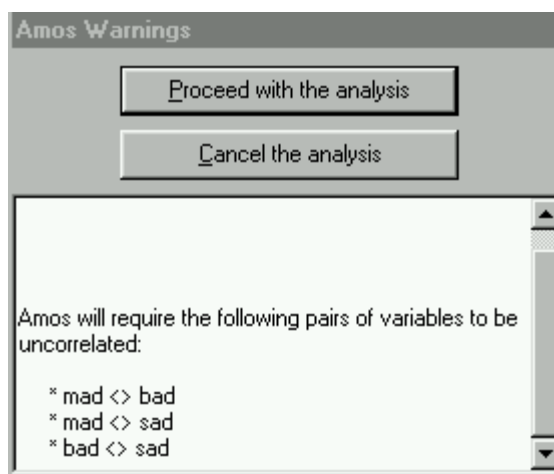 Amos Warnings
Proceed with the analysis
Cancel the analysis
Amos will require the following pairs of variables to be
uncorrelated:
* mad <> bad
* mad <> sad
* bad <> sad